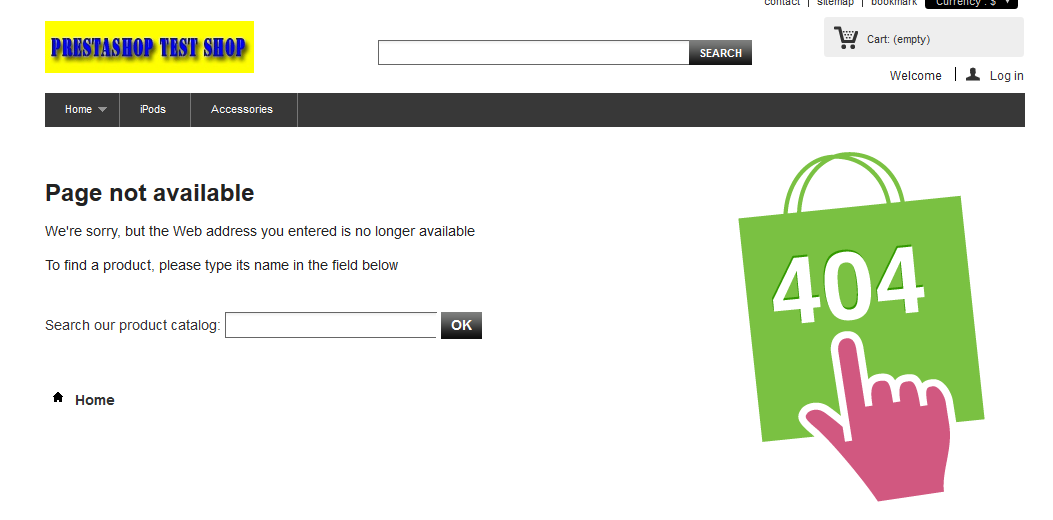 contact | sitemap | bookmark Currency : $
PRESTASHOP TEST SHOP
SEARCH
Cart: (empty)
Welcome | Log in
Home iPods Accessories
Page not available
We're sorry, but the Web address you entered is no longer available
To find a product, please type its name in the field below
Search our product catalog: OK
Home
404